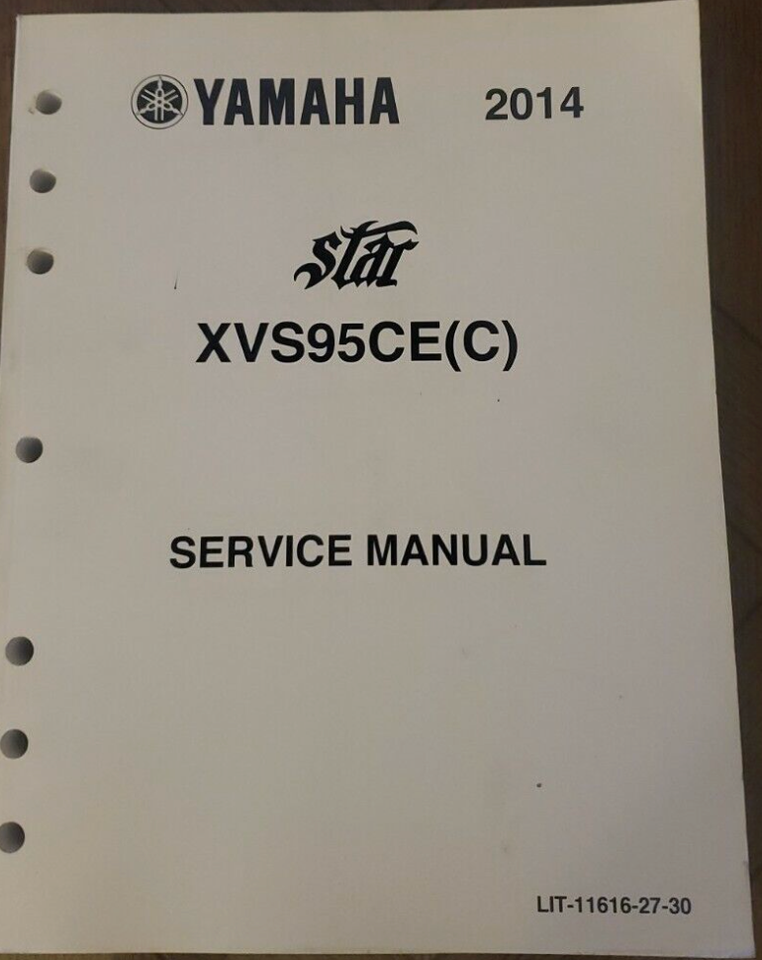 YAMAHA 2014
star
XVS95CE(C)
SERVICE MANUAL
LIT-11616-27-30